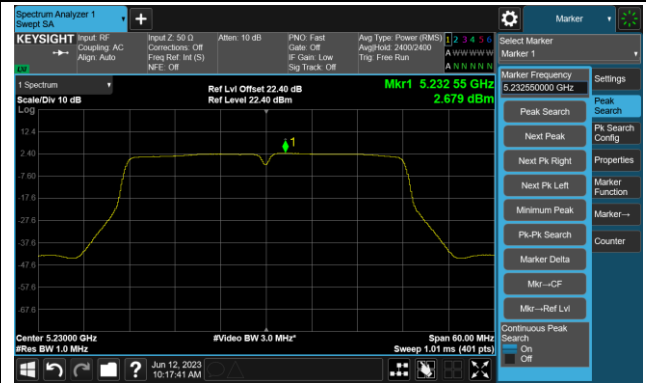 Spectrum Analyzer 1
Swept SA
Marker
KEYSIGHT
Input: RF
Coupling: AC
Align: Auto
Input Z: 50 Ω
Corrections: Off
Freq Ref: Int (S)
NFE: Off
Atten: 10 dB
PNO: Fast
Gate: Off
IF Gain: Low
Sig Track: Off
Avg Type: Power (RMS)
Avg|Hold: 2400/2400
Trig: Free Run
1 2 3 4 5 6
A W W W W W
A N N N N N
Select Marker
Marker 1
1 Spectrum
Scale/Div 10 dB
Log
Ref Lvl Offset 22.40 dB
Ref Level 22.40 dBm
Mkr1 5.232 55 GHz
2.679 dBm
12.4
2.40
-7.60
-17.6
-27.6
-37.6
-47.6
-57.6
-67.6
1
Center 5.23000 GHz
#Res BW 1.0 MHz
#Video BW 3.0 MHz*
Span 60.00 MHz
Sweep 1.01 ms (401 pts)
Marker Frequency
5.232550000 GHz
Peak Search
Next Peak
Next Pk Right
Next Pk Left
Minimum Peak
Pk-Pk Search
Marker Delta
Mkr→CF
Mkr→Ref Lvl
Continuous Peak
Search
On
Off
Settings
Peak
Search
Pk Search
Config
Properties
Marker
Function
Marker→
Counter
?
Jun 12, 2023
10:17:41 AM